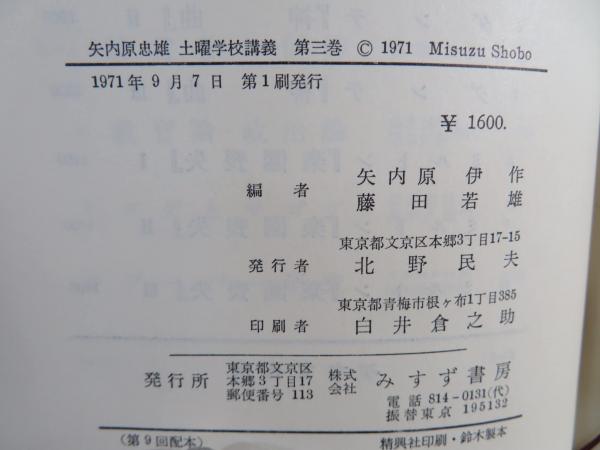 矢内原忠雄 土曜学校講義 第三巻 © 1971 Misuzu Shobo
1971年9月7日 第1刷発行
¥ 1600.
編者 矢内原伊作
藤田若雄
東京都文京区本郷3丁目17-15
発行者 北野民夫
東京都青梅市根ヶ布1丁目385
印刷者 白井倉之助
発行所 東京都文京区本郷3丁目17郵便番号113 株式会社 みすず書房
電話 814-0131(代)
振替東京 195132
(第9回配本) 精興社印刷・鈴木製本